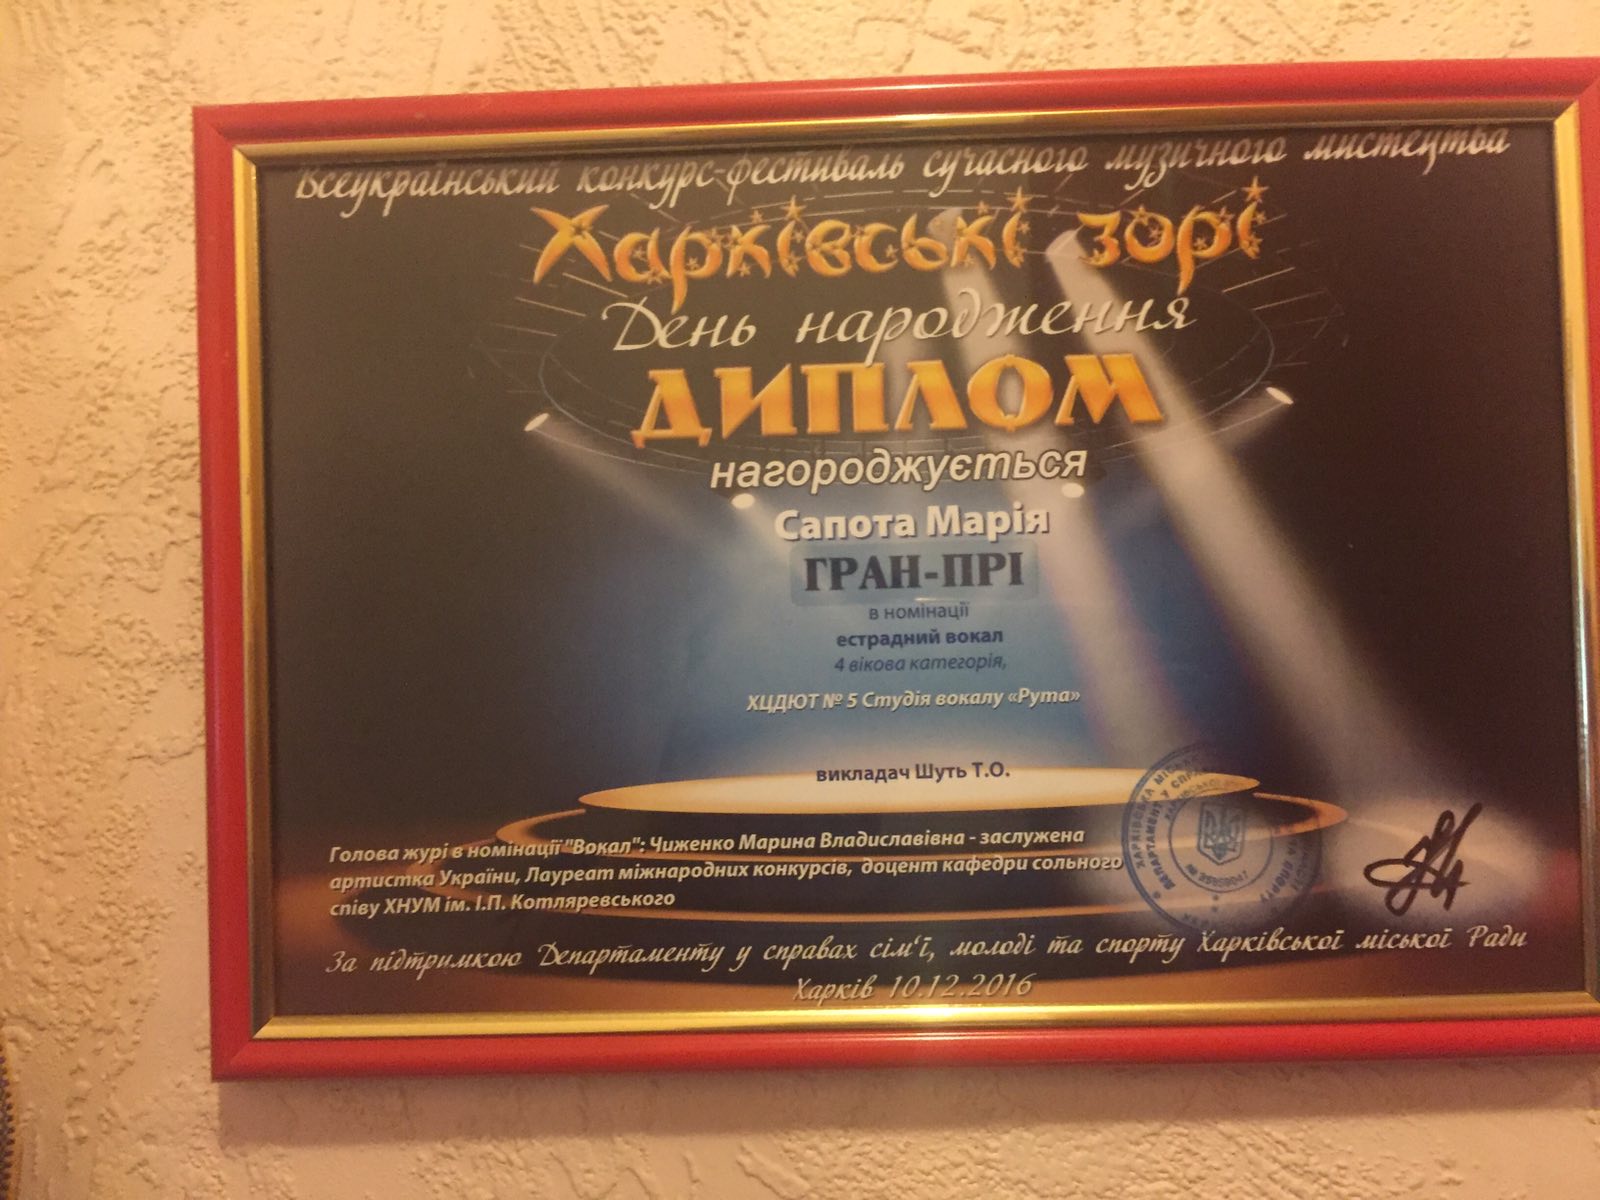 Всеукраїнський конкурс-фестиваль сучасного музичного мистецтва
Харківські зорі
День народження
ДИПЛОМ
нагороджується
Сапота Марія
ГРАН-ПРІ
в номінації
естрадний вокал
4 вікова категорія,
ХЦДЮТ № 5 Студія вокалу «Рута»
викладач Шуть Т.О.
Голова журі в номінації "Вокал": Чиженко Марина Владиславівна - заслужена
артистка України, Лауреат міжнародних конкурсів, доцент кафедри сольного
співу ХНУМ ім. І.П. Котляревського
За підтримкою Департаменту у справах сім'ї, молоді та спорту Харківської міської Ради
Харків 10.12.2016